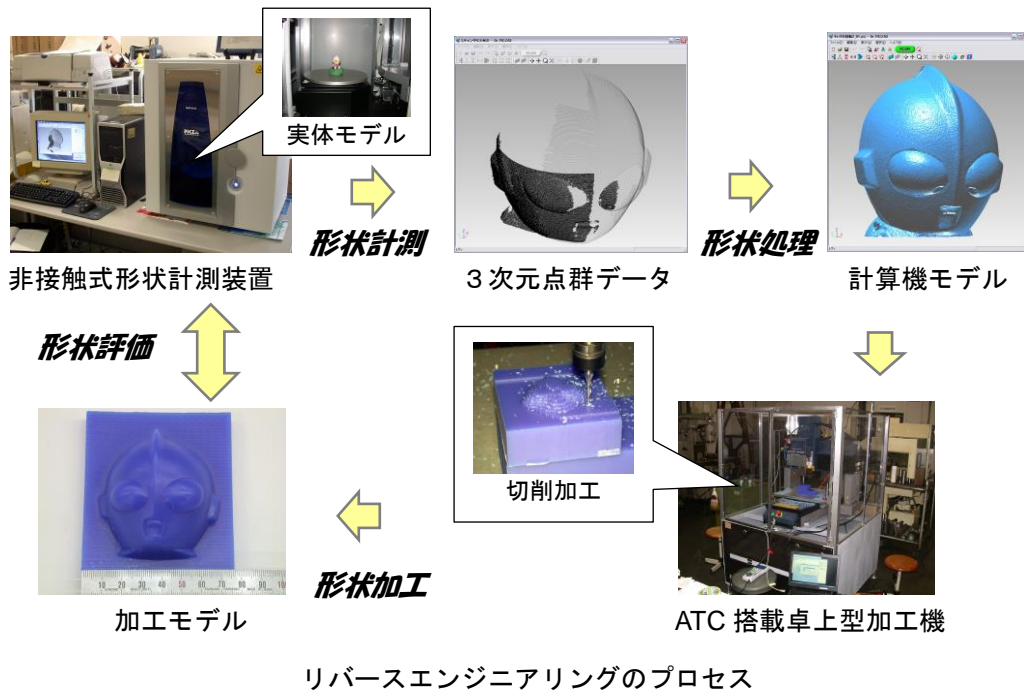 実体モデル
形状計測
形状処理
非接触式形状計測装置
３次元点群データ
計算機モデル
形状評価
切削加工
形状加工
加工モデル
ATC 搭載卓上型加工機
リバースエンジニアリングのプロセス